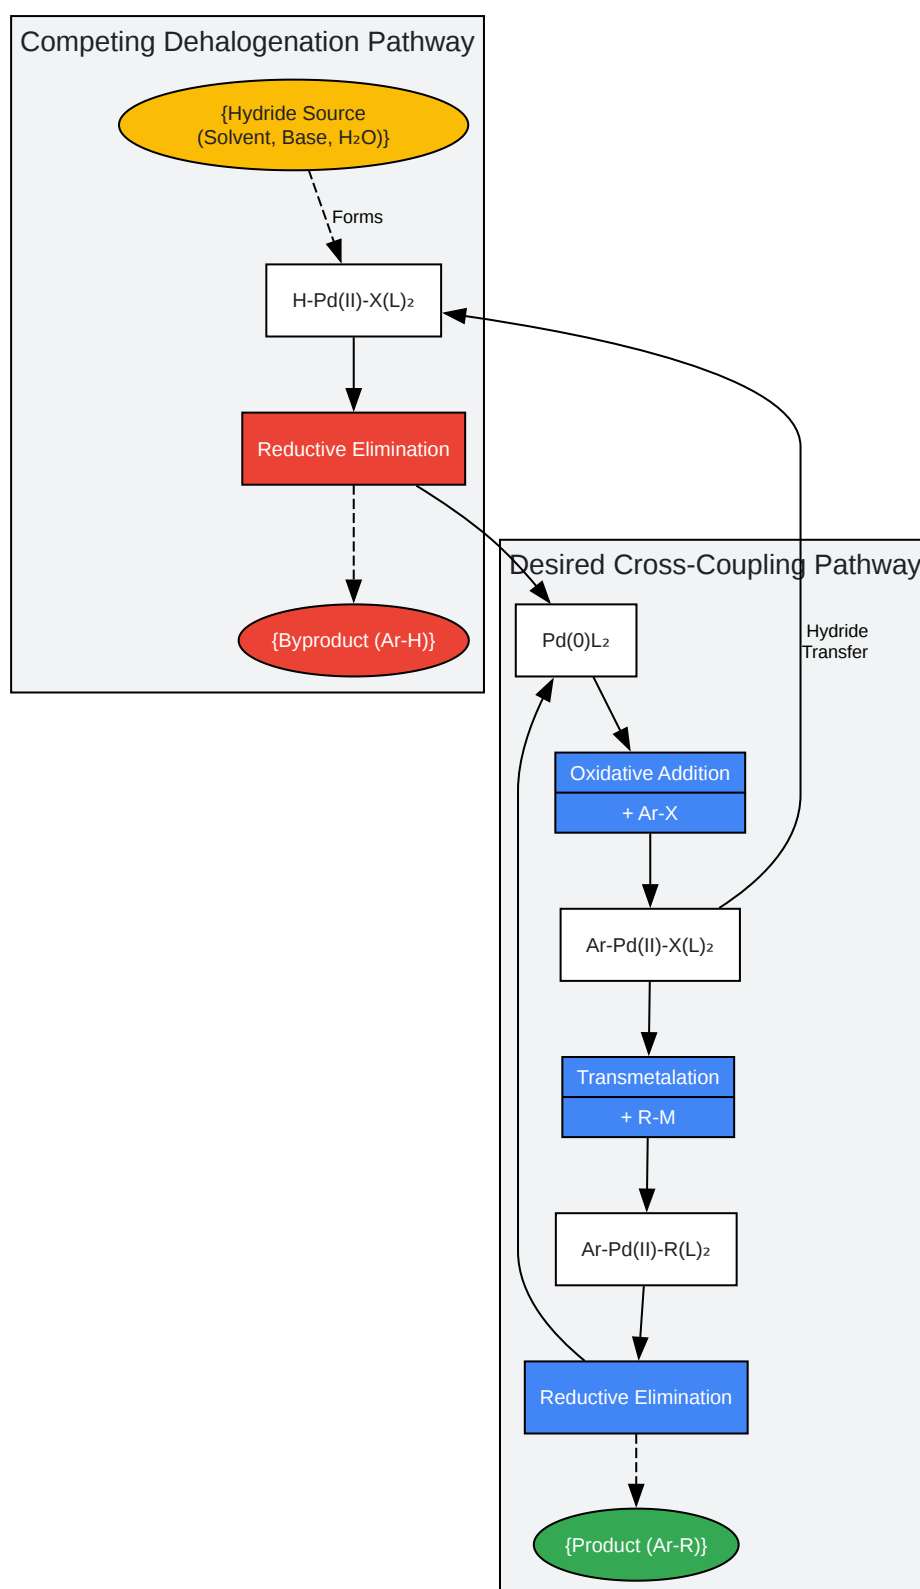 Competing Dehalogenation Pathway
{Hydride Source
(Solvent, Base, H₂O)}
Forms
H-Pd(II)-X(L)₂
Reductive Elimination
{Byproduct (Ar-H)}
Desired Cross-Coupling Pathway
Pd(0)L₂
Hydride
Transfer
Oxidative Addition
+ Ar-X
Ar-Pd(II)-X(L)₂
Transmetalation
+ R-M
Ar-Pd(II)-R(L)₂
Reductive Elimination
{Product (Ar-R)}